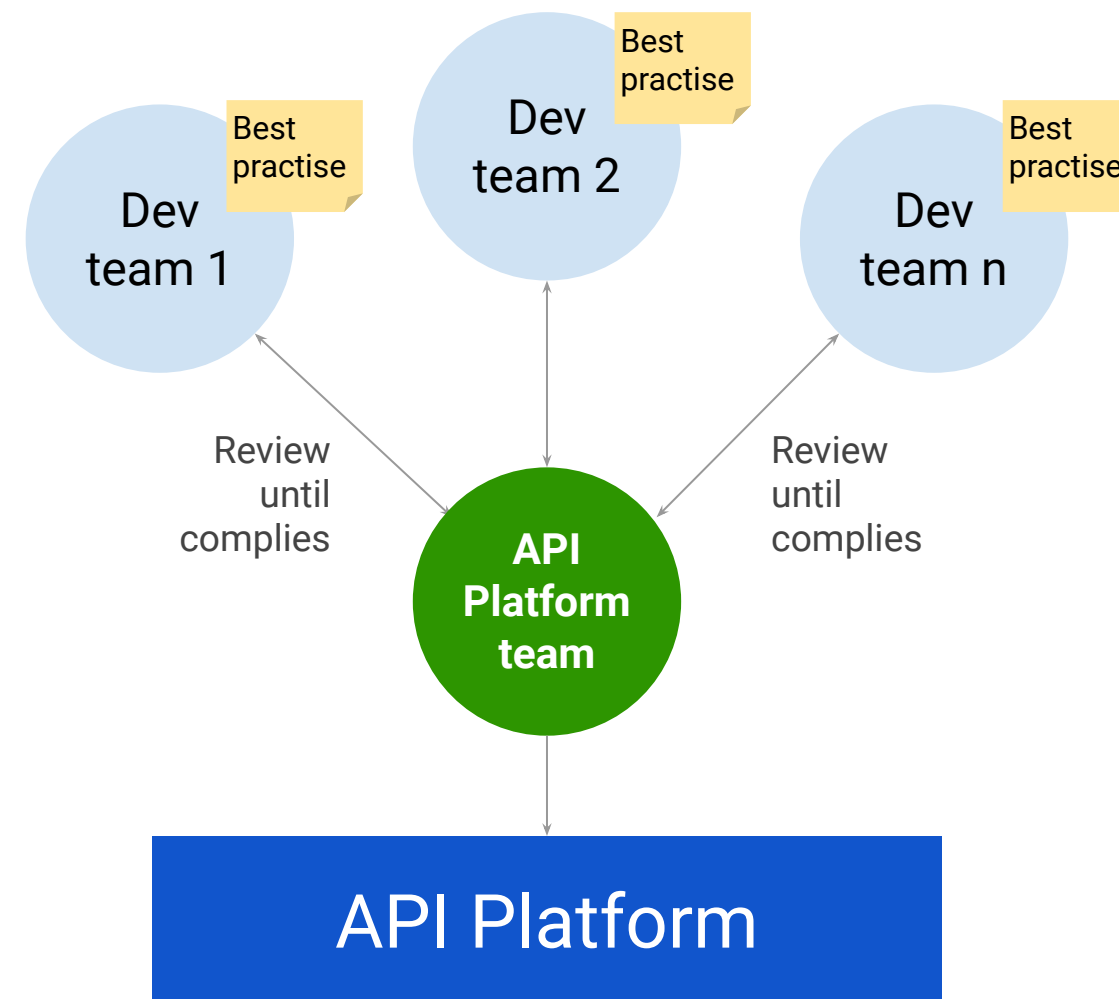 Best
practise
Dev
team 2
Best
practise
Dev
team 1
Best
practise
Dev
team n
Review
until
complies
Review
until
complies
API
Platform
team
API Platform